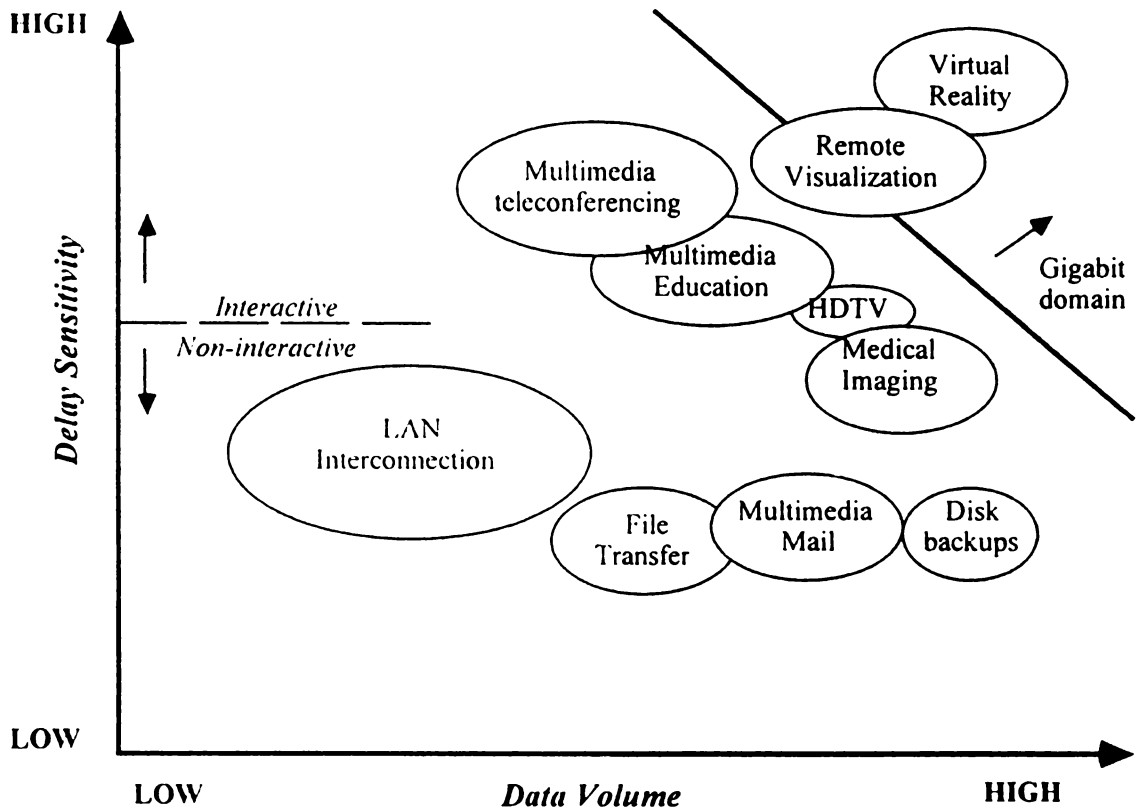 HIGH
Virtual
Reality
Remote
Visualization
Multimedia
teleconferencing
Multimedia
Education
Gigabit
domain
Delay Sensitivity
Interactive
Non-interactive
HDTV
Medical
Imaging
LAN
Interconnection
File
Transfer
Multimedia
Mail
Disk
backups
LOW
LOW
Data Volume
HIGH